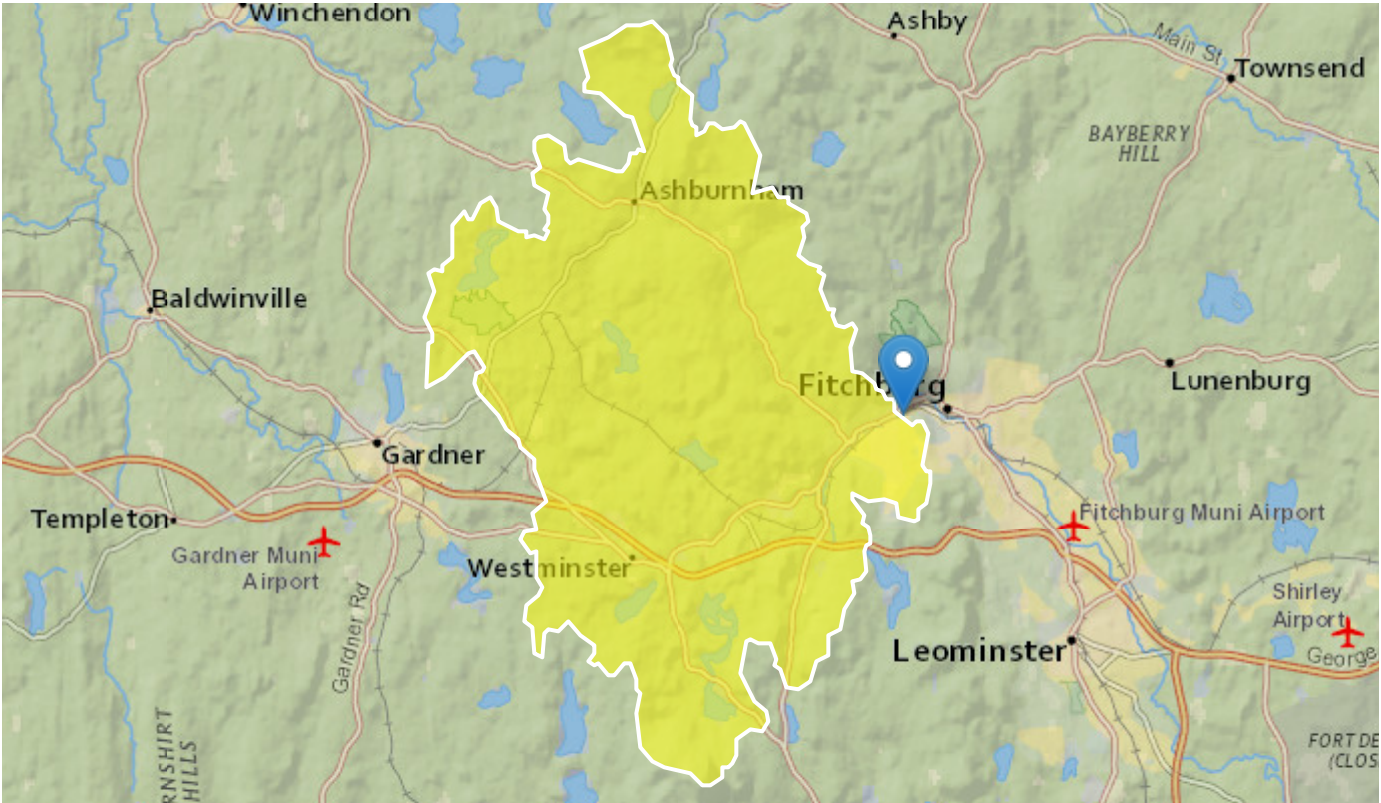 Winchendon
Ashby
Main St
Townsend
BAYBERRY
HILL
Ashburnham
Baldwinville
Fitchburg
Lunenburg
Gardner
Templeton
Gardner Muni
Airport
Fitchburg Muni Airport
Westminster
Shirley
Airport
Gardner Rd
Leominster
George
RNSHIRT
HILLS
FORT DE
(CLOS